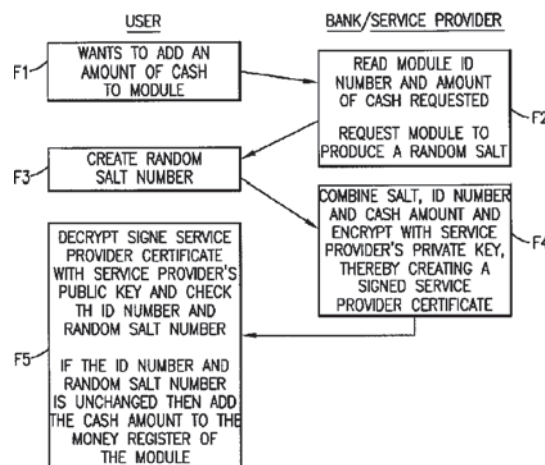 USER
BANK/SERVICE PROVIDER
F1
WANTS TO ADD AN
AMOUNT OF CASH
TO MODULE
READ MODULE ID
NUMBER AND AMOUNT
OF CASH REQUESTED
REQUEST MODULE TO
PRODUCE A RANDOM SALT
F2
F3
CREATE RANDOM
SALT NUMBER
COMBINE SALT, ID NUMBER
AND CASH AMOUNT AND
ENCRYPT WITH SERVICE
PROVIDER'S PRIVATE KEY,
THEREBY CREATING A
SIGNED SERVICE
PROVIDER CERTIFICATE
F4
F5
DECRYPT SIGNE SERVICE
PROVIDER CERTIFICATE
WITH SERVICE PROVIDER'S
PUBLIC KEY AND CHECK
TH ID NUMBER AND
RANDOM SALT NUMBER
IF THE ID NUMBER AND
RANDOM SALT NUMBER
IS UNCHANGED THEN ADD
THE CASH AMOUNT TO THE
MONEY REGISTER OF
THE MODULE